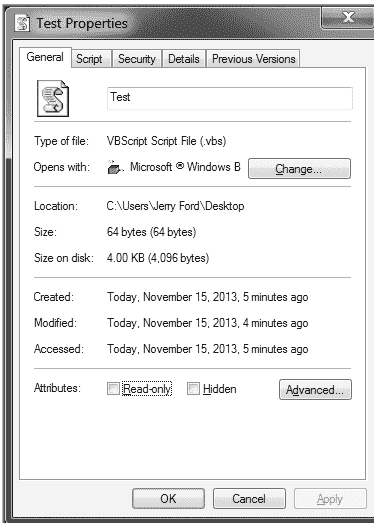 Test Properties
General Script Security Details Previous Versions
Test
Type of file: VBScript Script File (.vbs)
Opens with: Microsoft ® Windows B Change...
Location: C:\Users\Jerry Ford\Desktop
Size: 64 bytes (64 bytes)
Size on disk: 4.00 KB (4,096 bytes)
Created: Today, November 15, 2013, 5 minutes ago
Modified: Today, November 15, 2013, 4 minutes ago
Accessed: Today, November 15, 2013, 5 minutes ago
Attributes: Read-only Hidden Advanced...
OK Cancel Apply